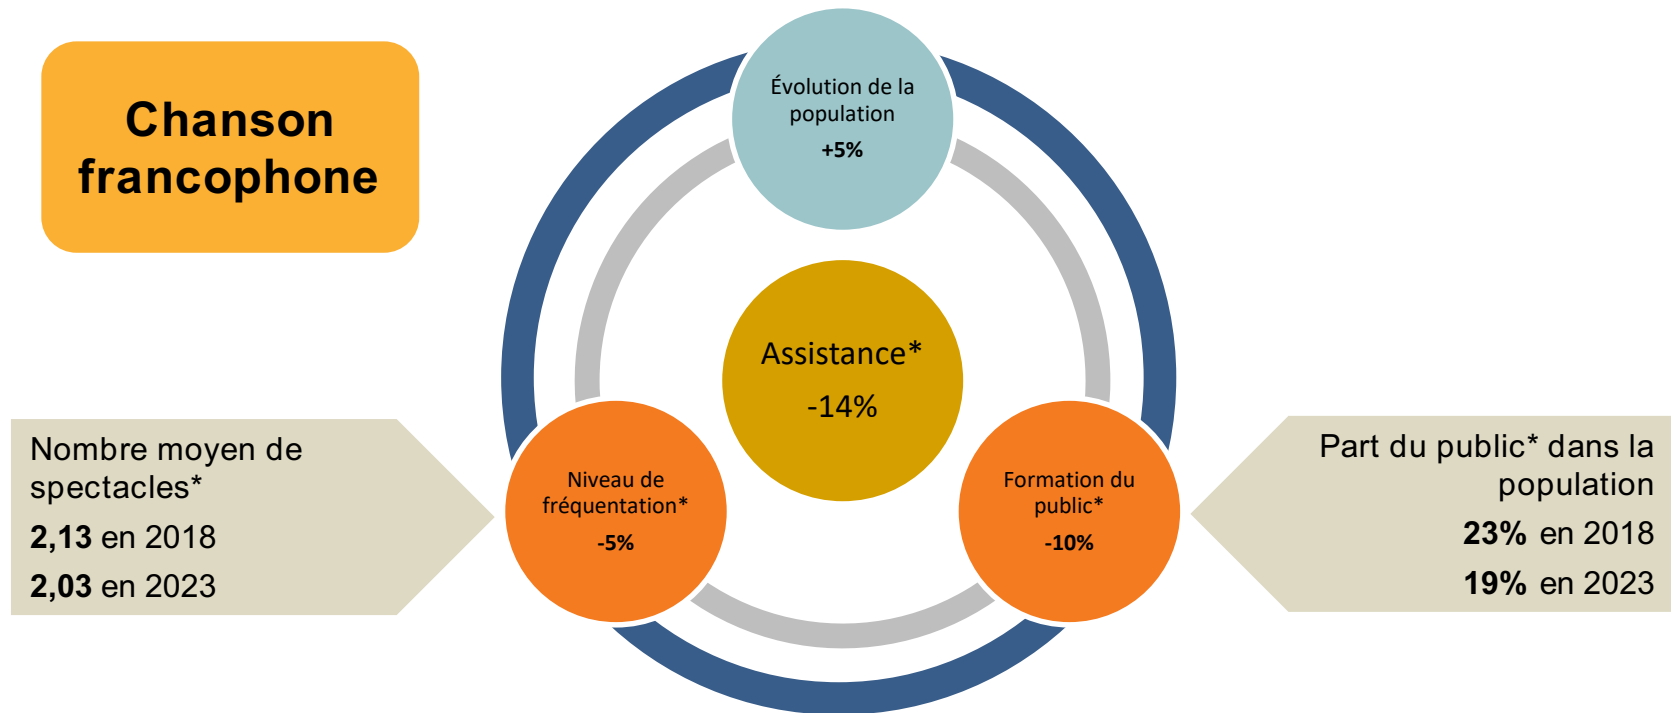 Chanson
francophone
Évolution de la
population
+5%
Assistance*
-14%
Nombre moyen de
spectacles*
2,13 en 2018
2,03 en 2023
Niveau de
fréquentation*
-5%
Formation du
public*
-10%
Part du public* dans la
population
23% en 2018
19% en 2023